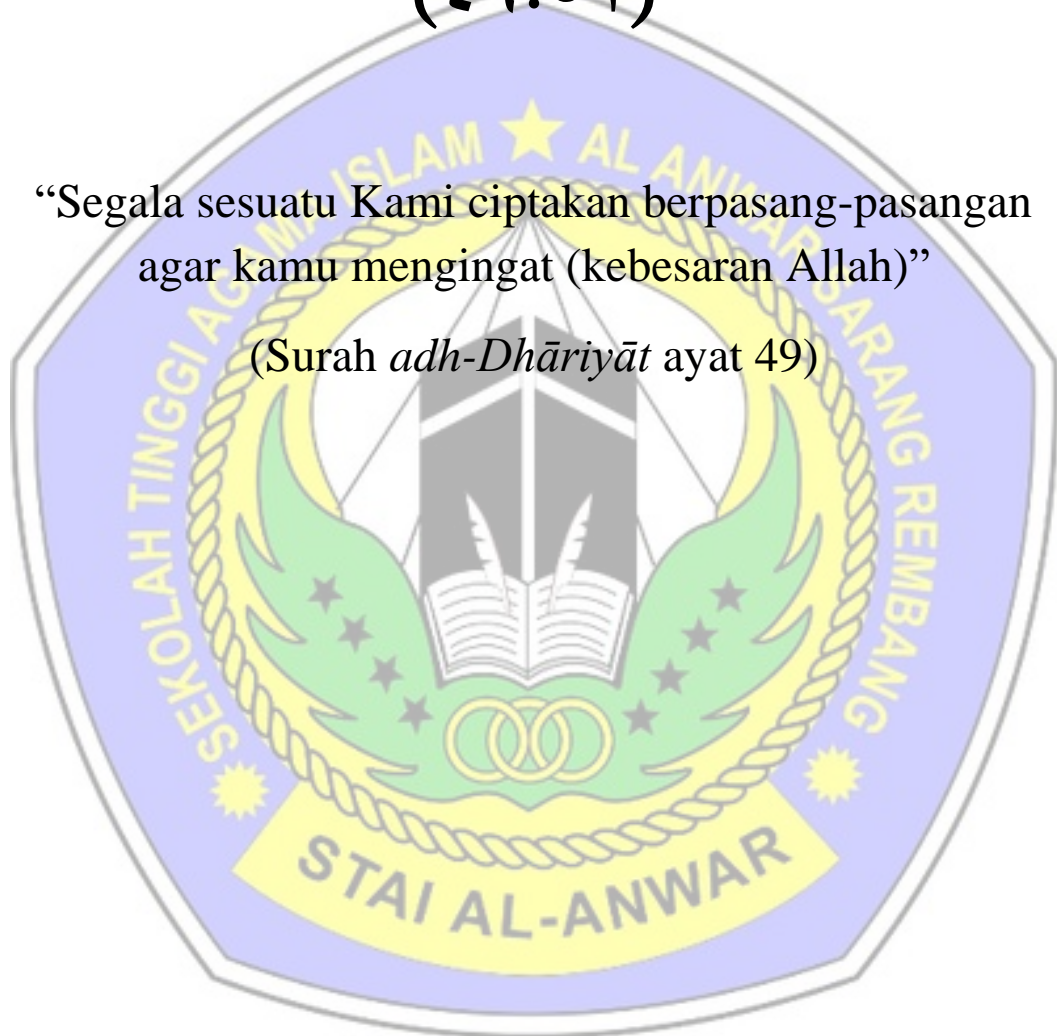 “Segala sesuatu Kami ciptakan berpasang-pasangan
agar kamu mengingat (kebesaran Allah)”
(Surah adh-Dhāriyāt ayat 49)
SEKOLAH TINGGI AGAMA ISLAM ★ AL ANWAR SARANG REMBANG
STAI AL-ANWAR